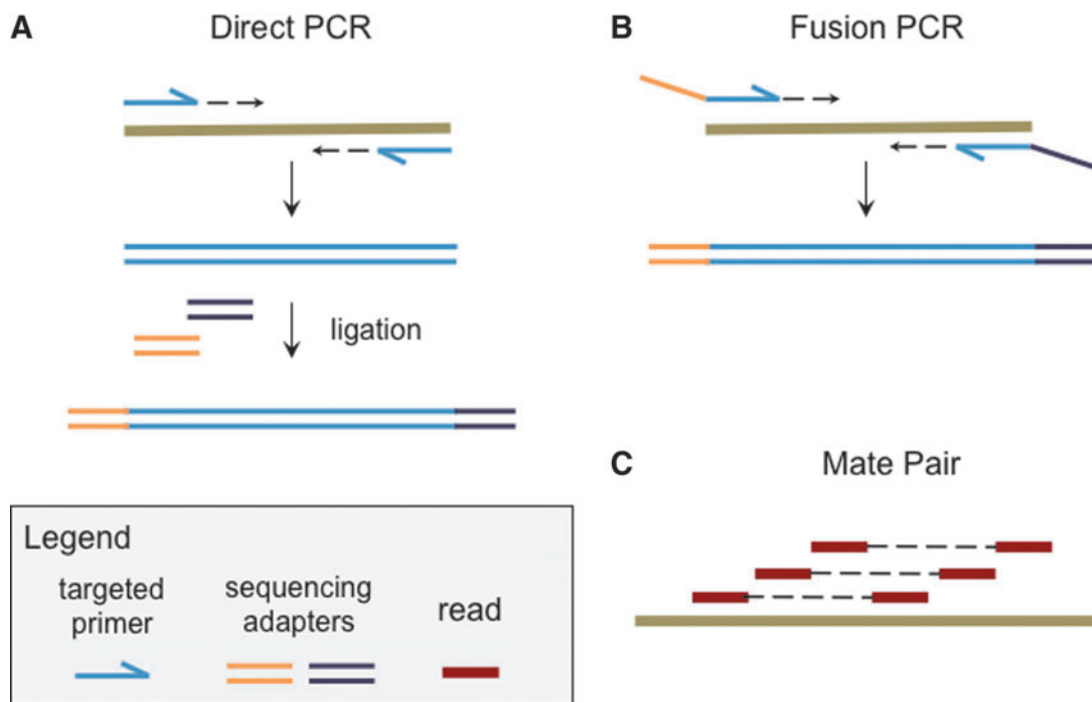 A
Direct PCR
ligation
B
Fusion PCR
C
Mate Pair
Legend
targeted
primer
sequencing
adapters
read